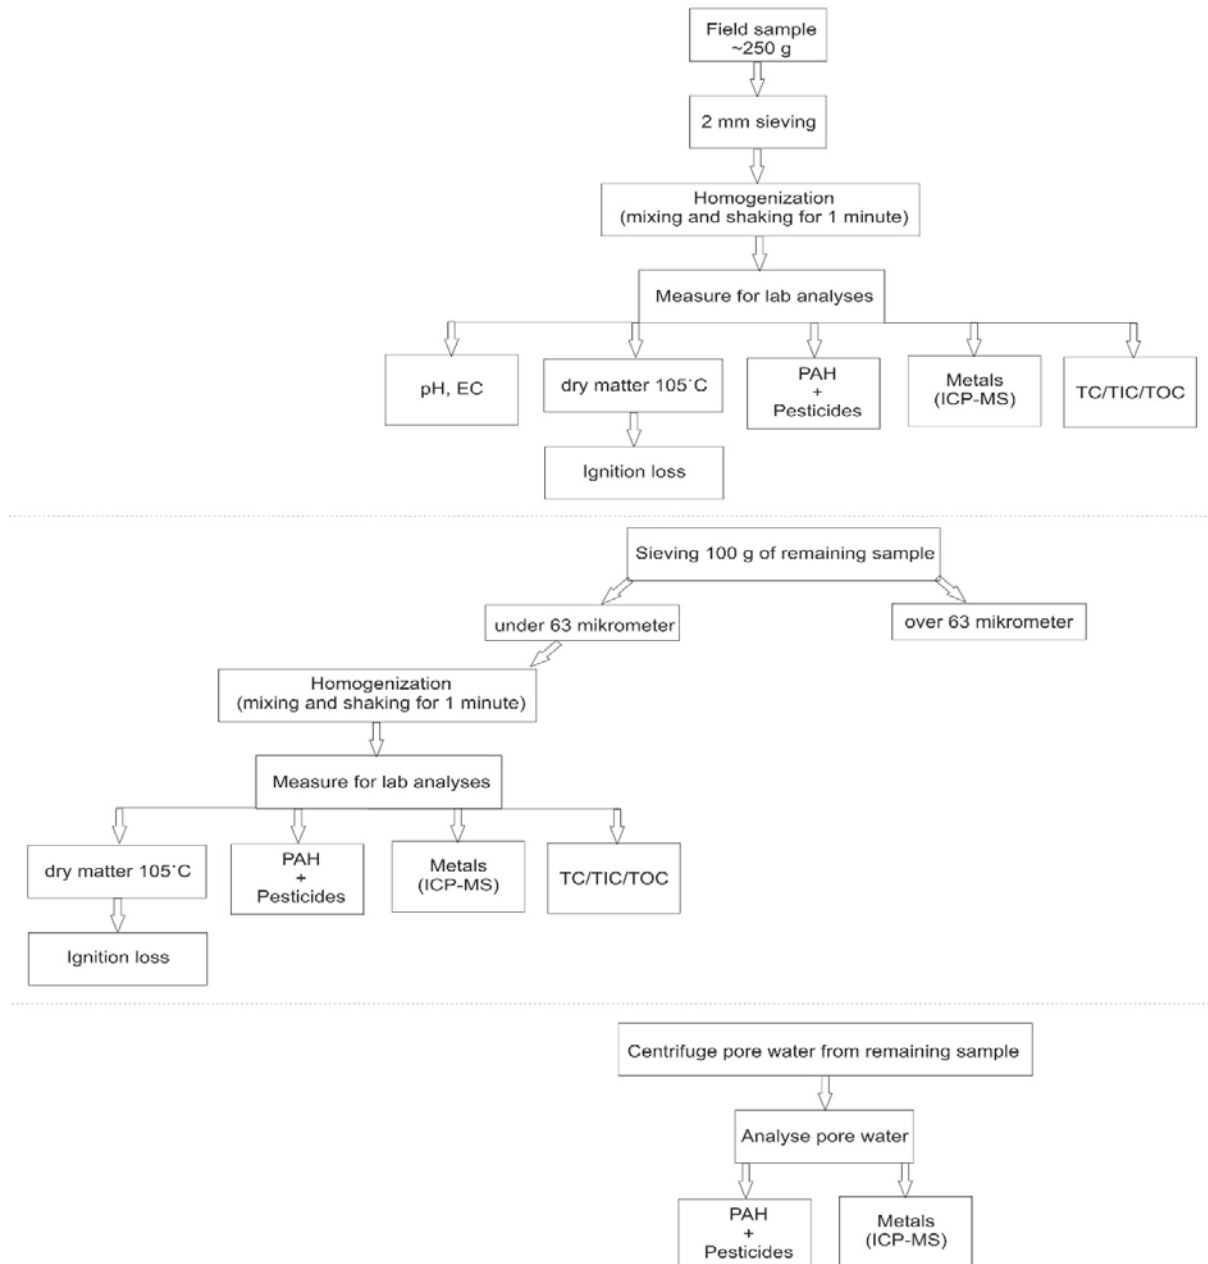 Field sample
~250 g
2 mm sieving
Homogenization
(mixing and shaking for 1 minute)
Measure for lab analyses
pH, EC
dry matter 105˚C
PAH
+
Pesticides
Metals
(ICP-MS)
TC/TIC/TOC
Ignition loss
Sieving 100 g of remaining sample
under 63 mikrometer
over 63 mikrometer
Homogenization
(mixing and shaking for 1 minute)
Measure for lab analyses
dry matter 105˚C
PAH
+
Pesticides
Metals
(ICP-MS)
TC/TIC/TOC
Ignition loss
Centrifuge pore water from remaining sample
Analyse pore water
PAH
+
Pesticides
Metals
(ICP-MS)